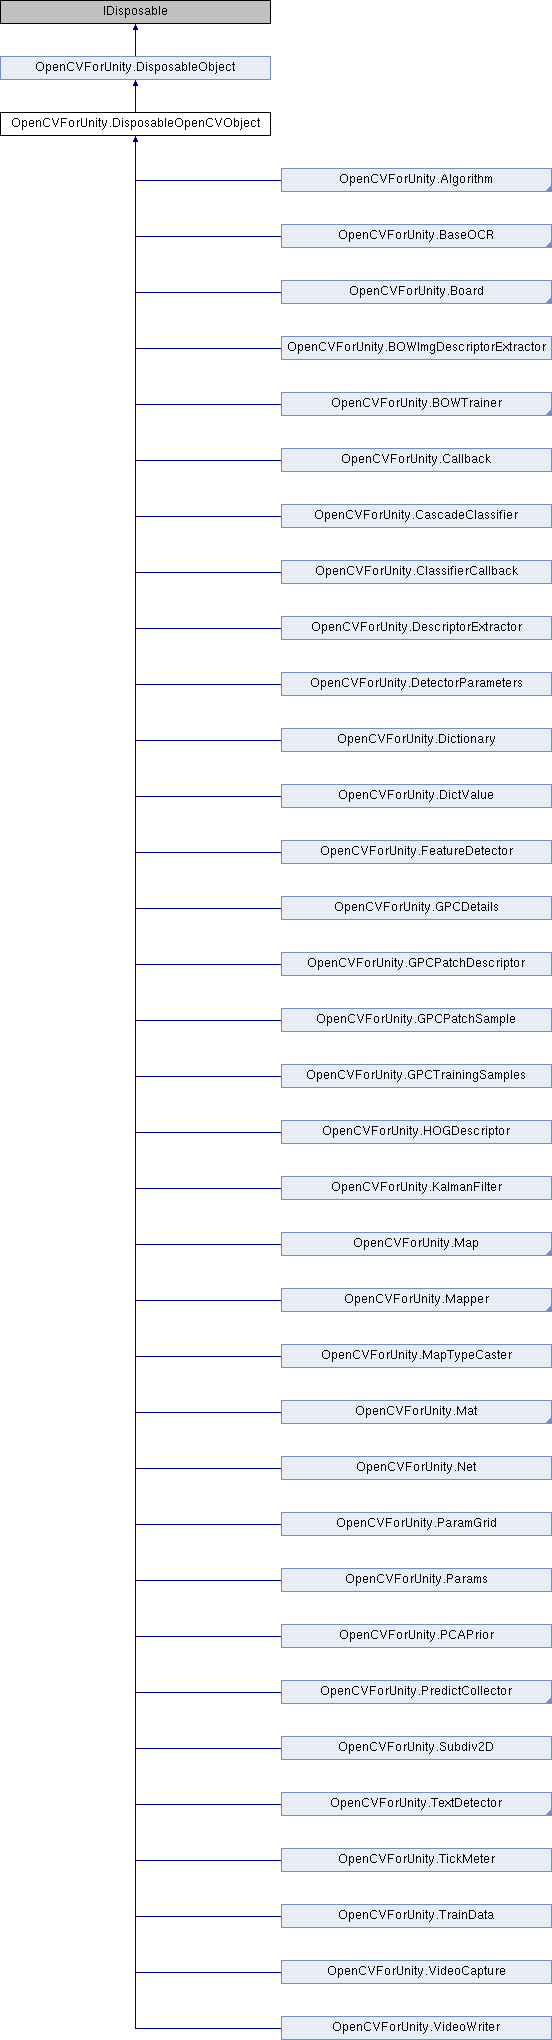 IDisposable
OpenCVForUnity.DisposableObject
OpenCVForUnity.DisposableOpenCVObject
OpenCVForUnity.Algorithm
OpenCVForUnity.BaseOCR
OpenCVForUnity.Board
OpenCVForUnity.BOWImgDescriptorExtractor
OpenCVForUnity.BOWTrainer
OpenCVForUnity.Callback
OpenCVForUnity.CascadeClassifier
OpenCVForUnity.ClassifierCallback
OpenCVForUnity.DescriptorExtractor
OpenCVForUnity.DetectorParameters
OpenCVForUnity.Dictionary
OpenCVForUnity.DictValue
OpenCVForUnity.FeatureDetector
OpenCVForUnity.GPCDetails
OpenCVForUnity.GPCPatchDescriptor
OpenCVForUnity.GPCPatchSample
OpenCVForUnity.GPCTrainingSamples
OpenCVForUnity.HOGDescriptor
OpenCVForUnity.KalmanFilter
OpenCVForUnity.Map
OpenCVForUnity.Mapper
OpenCVForUnity.MapTypeCaster
OpenCVForUnity.Mat
OpenCVForUnity.Net
OpenCVForUnity.ParamGrid
OpenCVForUnity.Params
OpenCVForUnity.PCAPrior
OpenCVForUnity.PredictCollector
OpenCVForUnity.Subdiv2D
OpenCVForUnity.TextDetector
OpenCVForUnity.TickMeter
OpenCVForUnity.TrainData
OpenCVForUnity.VideoCapture
OpenCVForUnity.VideoWriter